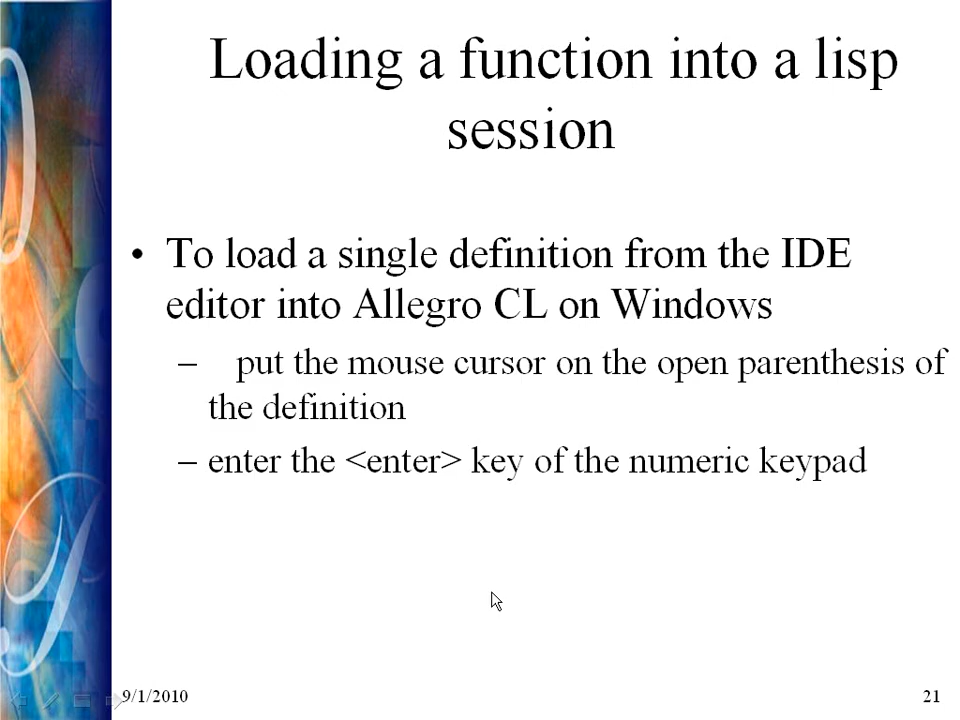 Loading a function into a lisp
session
• To load a single definition from the IDE
editor into Allegro CL on Windows
– put the mouse cursor on the open parenthesis of
the definition
– enter the <enter> key of the numeric keypad
9/1/2010
21